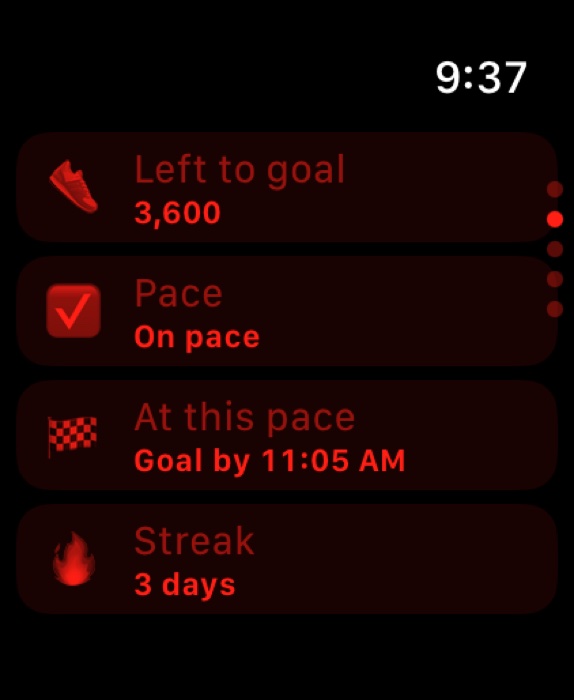 9:37
Left to goal
3,600
Pace
On pace
At this pace
Goal by 11:05 AM
Streak
3 days